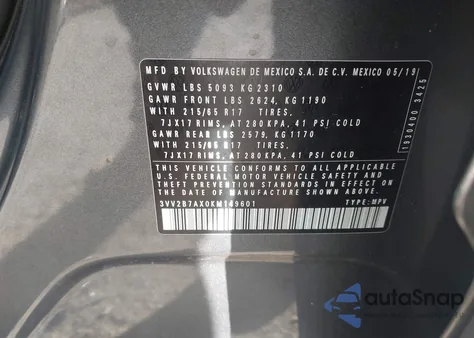 MFD BY VOLKSWAGEN DE MEXICO S.A. DE C.V. MEXICO 05/19
GVWR LBS 5093 KG 2310
GAWR FRONT LBS 2624, KG 1190
WITH 215/65 R17 TIRES,
7JX17 RIMS, AT 280 KPA, 41 PSI COLD
GAWR REAR LBS 2579, KG 1170
WITH 215/65 R17 TIRES,
7JX17 RIMS, AT 280 KPA, 41 PSI COLD
THIS VEHICLE CONFORMS TO ALL APPLICABLE
U.S. FEDERAL MOTOR VEHICLE
SAFETY STANDARDS IN EFFECT ON
THE DATE OF MANUFACTURE
SHOWN ABOVE.
3VV2B7AX0KM149601 TYPE: MPV
1930400 3425
autoSnap